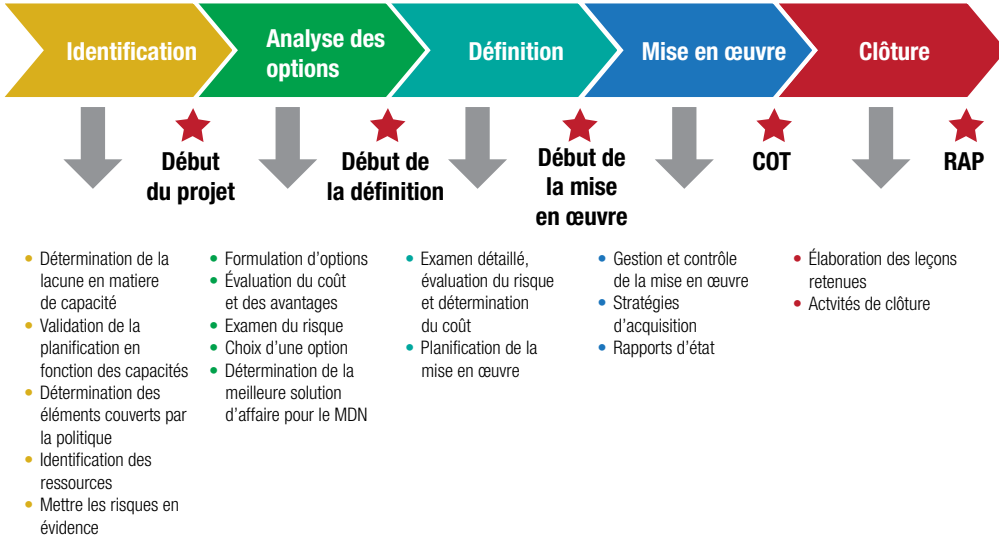 Identification
Analyse des
options
Définition
Mise en œuvre
Clôture
Début
du projet
Début de
la définition
Début de
la mise
en œuvre
COT
RAP
• Détermination de la
lacune en matiere
de capacité
• Validation de la
planification en
fonction des capacités
• Détermination des
éléments couverts par
la politique
• Identification des
ressources
• Mettre les risques en
évidence
• Formulation d’options
• Évaluation du coût
et des avantages
• Examen du risque
• Choix d’une option
• Détermination de la
meilleure solution
d’affaire pour le MDN
• Examen détaillé,
évaluation du risque
et détermination
du coût
• Planification de la
mise en œuvre
• Gestion et contrôle
de la mise en œuvre
• Stratégies
d’acquisition
• Rapports d’état
• Élaboration des leçons
retenues
• Actvités de clôture